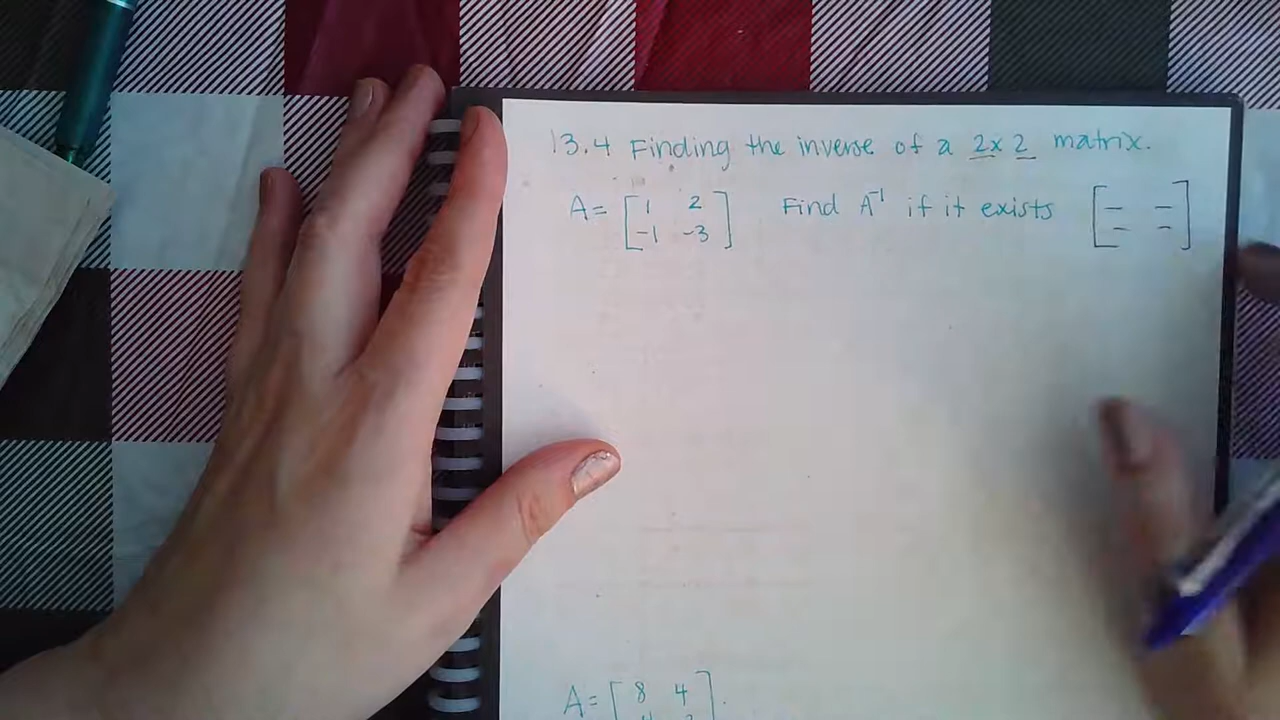 13.4 Finding the inverse of a 2x2 matrix.
A = [ 1 2 Find A⁻¹ if it exists [ _ _
-1 -3 ] _ _ ]
A = [ 8 4